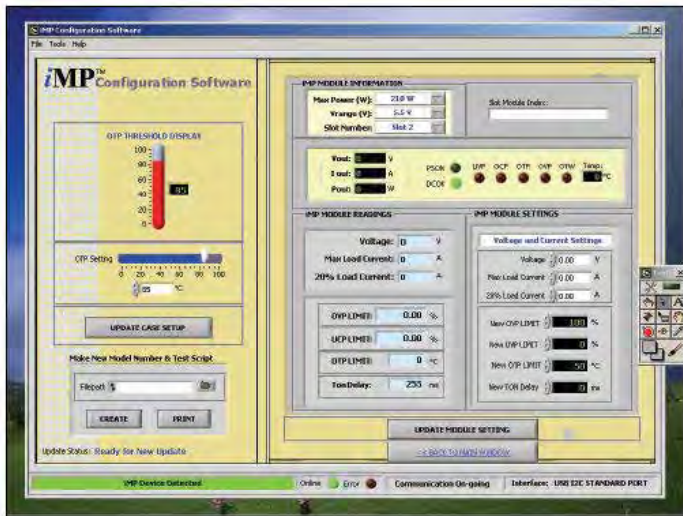 iMP Configuration Software
File Tools Help
iMP™ Configuration Software
OTP THRESHOLD DISPLAY
100
80
60
40
20
0
85
OTP Setting
0 20 40 60 80 100
85 °C
UPDATE CASE SETUP
Make New Model Number & Test Script
Filepath
CREATE PRINT
Update Status: Ready for New Update
iMP MODULE INFORMATION
Max Power (W): 210 W
Vrange (V): 5.5 V
Slot Number: Slot 2
Slot Module Index:
Vout: 0 V
I out: 0 A
Pout: 0 W
PSON
DCOK
UVP OCP OTP OVP OTW Temp:
0 °C
iMP MODULE READINGS
Voltage: 0 V
Max Load Current: 0 A
20% Load Current: 0 A
OVP LIMIT: 0.00 %
UCP LIMIT: 0.00 %
OTP LIMIT: 0 °C
Ton Delay: 255 ms
iMP MODULE SETTINGS
Voltage and Current Settings
Voltage 0.00 V
Max Load Current 0.00 A
20% Load Current 0.00 A
New OVP LIMIT 100 %
New UVP LIMIT 0 %
New OTP LIMIT 50 °C
New TON Delay 0 ms
UPDATE MODULE SETTING
<< BACK TO MAIN WINDOW
iMP Device Detected
Online Error
Communication On-going
Interface: USB I2C STANDARD PORT